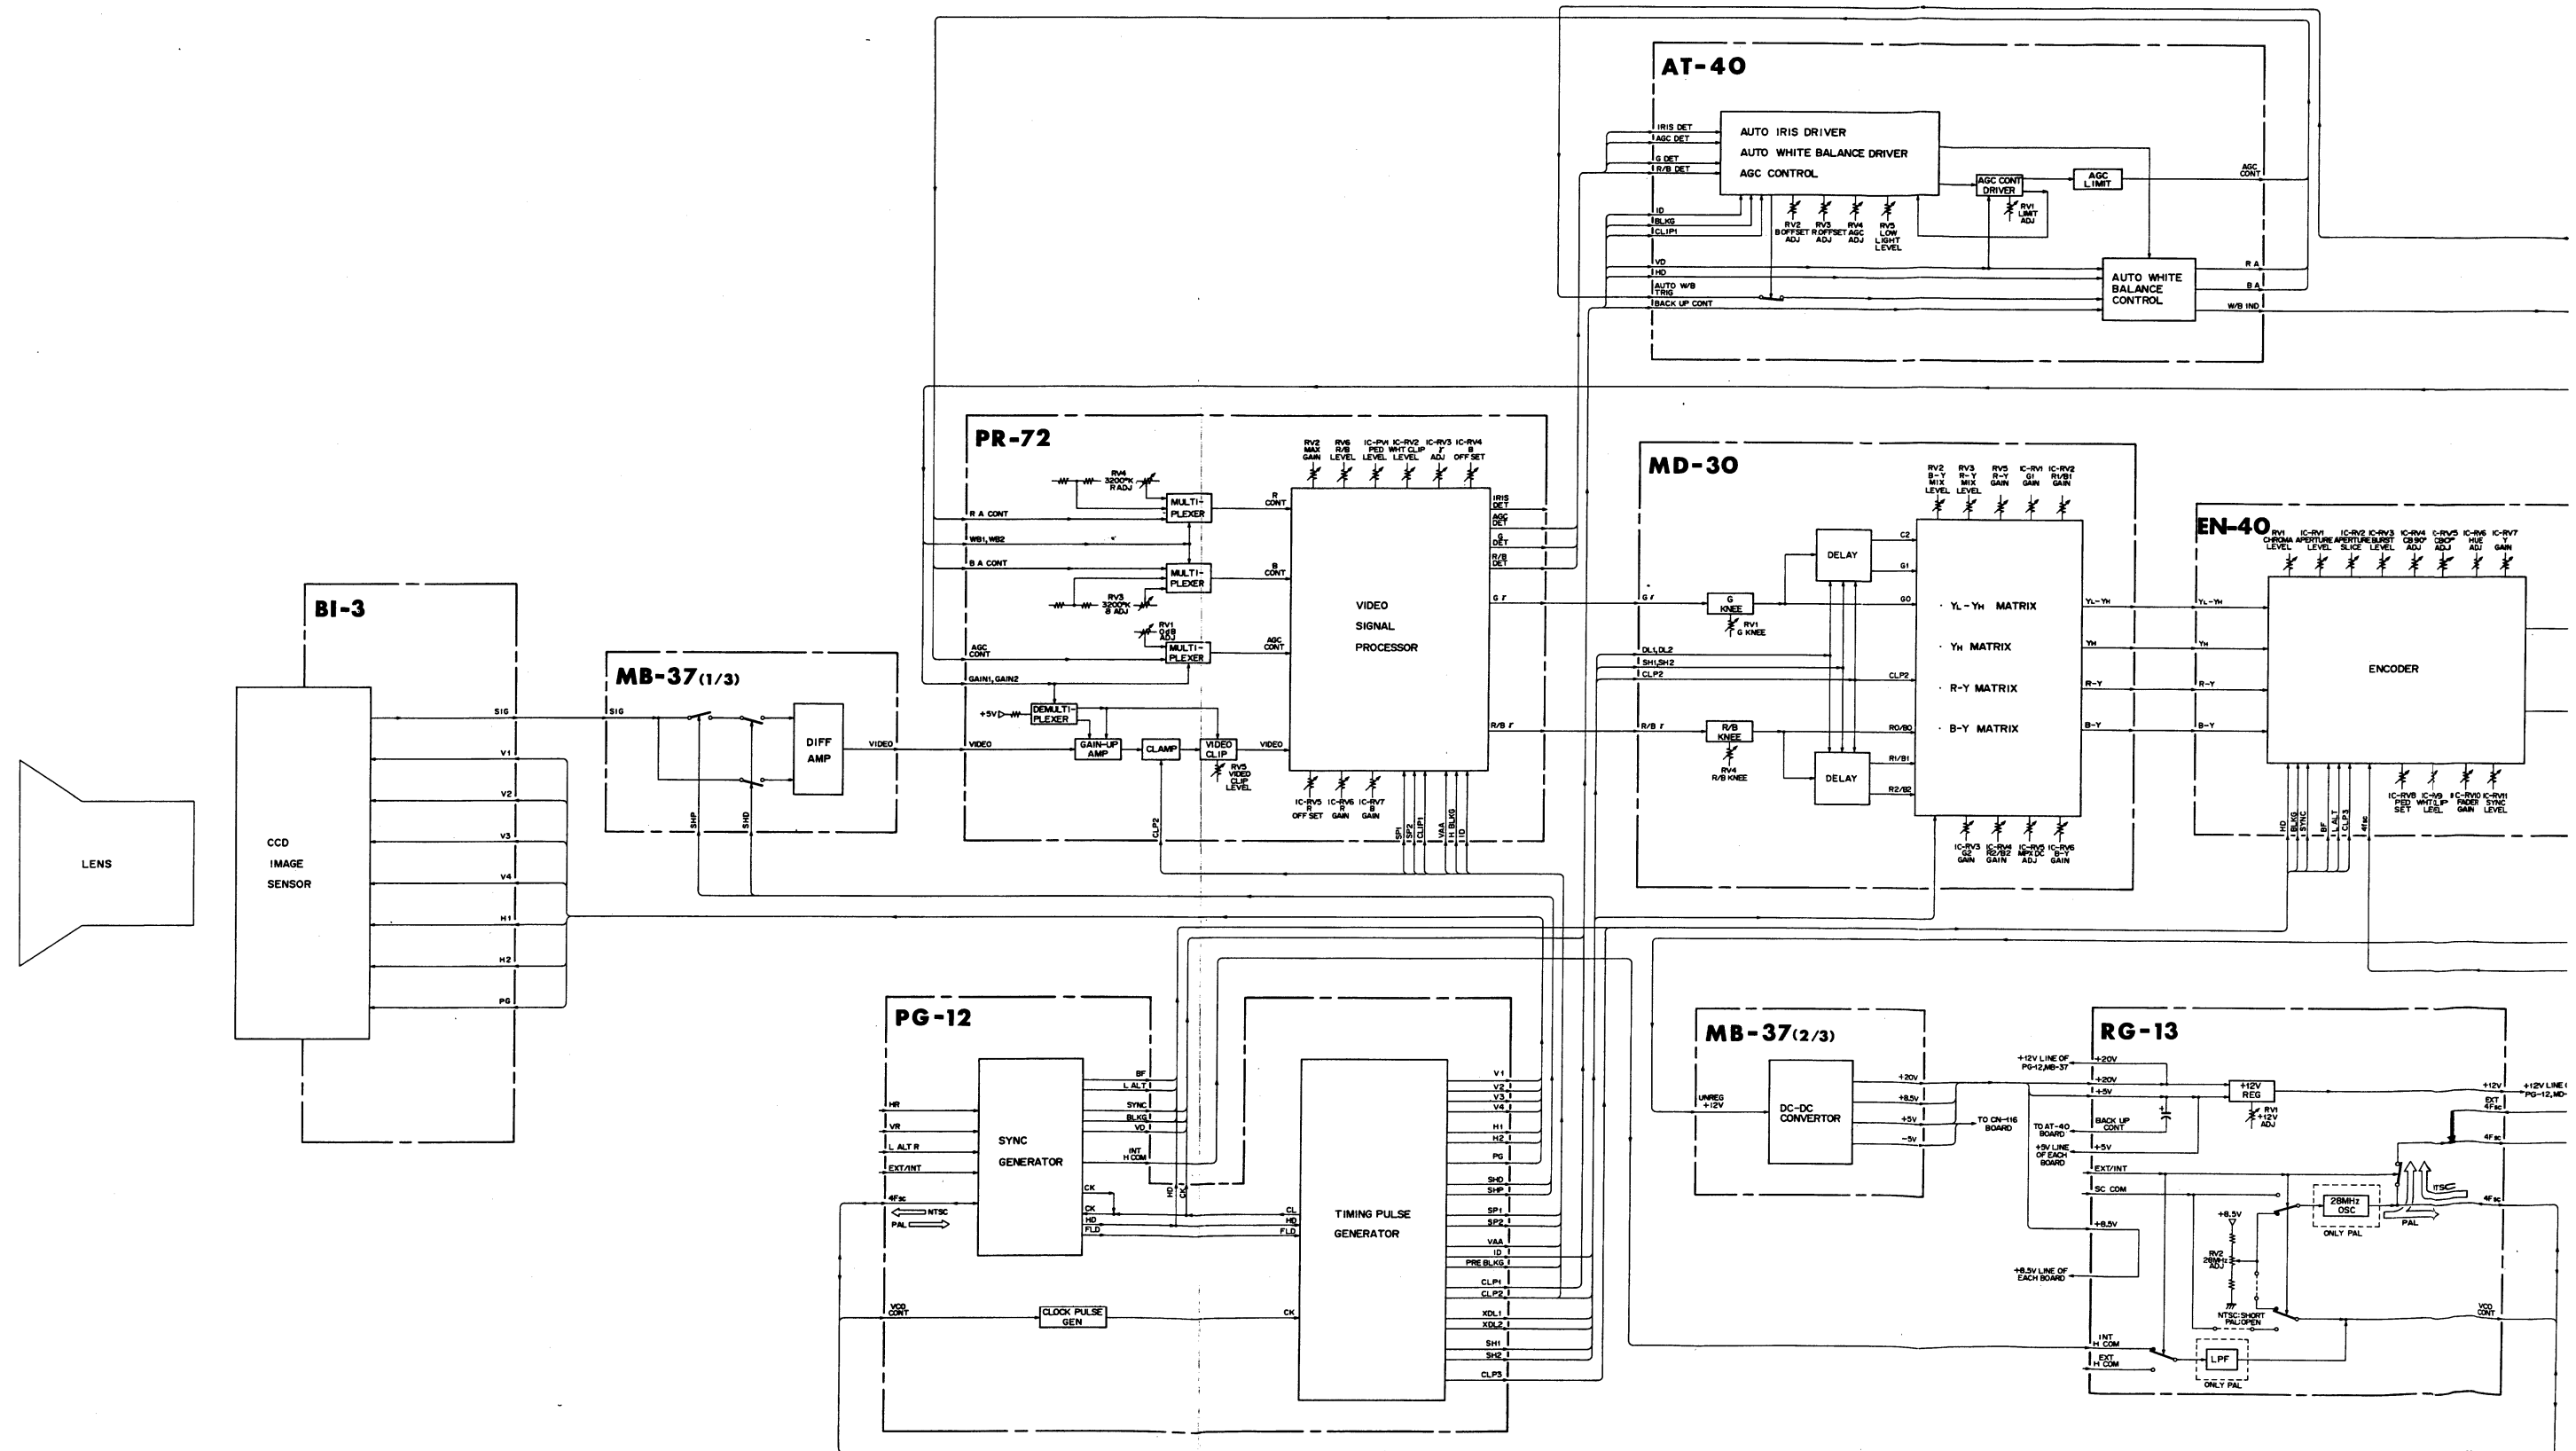 AT-40
IRIS DET
AGC DET
G DET
R/B DET
AUTO IRIS DRIVER
AUTO WHITE BALANCE DRIVER
AGC CONTROL
AGC CONT
DRIVER
AGC
LIMIT
AGC
CONT
RV1
LIMIT
ADJ
ID
BLKG
CLIP1
RV2
B OFFSET
ADJ
RV3
R.OFFSET
ADJ
RV4
AGC
ADJ
RV5
LOW
LIGHT
LEVEL
VD
HD
AUTO W/B
TRIG
BACK UP CONT
AUTO WHITE
BALANCE
CONTROL
R A
B A
W/B IND
PR-72
RV4
3200°K
R ADJ
MULTI-
PLEXER
R
CONT
R A CONT
WB1, WB2
B A CONT
MULTI-
PLEXER
B
CONT
RV3
3200°K
B ADJ
RV1
0dB
ADJ
AGC
CONT
MULTI-
PLEXER
AGC
CONT
GAIN1, GAIN2
+5V
DEMULTI-
PLEXER
VIDEO
GAIN-UP
AMP
CLAMP
VIDEO
CLIP
VIDEO
RV5
VIDEO
CLIP
LEVEL
CLP2
RV2
MAX
GAIN
RV6
R/B
LEVEL
IC-RV1
PED
LEVEL
IC-RV2
WHT CLIP
LEVEL
IC-RV3
γ
ADJ
IC-RV4
B
OFF SET
VIDEO
SIGNAL
PROCESSOR
IRIS
DET
AGC
DET
G
DET
R/B
DET
G γ
R/B γ
IC-RV5
R
OFF SET
IC-RV6
R
GAIN
IC-RV7
B
GAIN
SP1
SP2
CLIP1
VAA
H BLKG
ID
MD-30
G γ
G
KNEE
RV1
G KNEE
DL1, DL2
SH1, SH2
CLP2
R/B γ
R/B
KNEE
RV4
R/B KNEE
DELAY
DELAY
C2
G1
G0
CLP2
R0/B0
R1/B1
R2/B2
RV2
B-Y
MIX
LEVEL
RV3
R-Y
MIX
LEVEL
RV5
R-Y
GAIN
IC-RV1
G1
GAIN
IC-RV2
R1/B1
GAIN
· YL-YH MATRIX
· YH MATRIX
· R-Y MATRIX
· B-Y MATRIX
IC-RV3
G2
GAIN
IC-RV4
R2/B2
GAIN
IC-RV5
MPX DC
ADJ
IC-RV6
B-Y
GAIN
YL-YH
YH
R-Y
B-Y
EN-40
YL-YH
YH
R-Y
B-Y
RV1
CHROMA
LEVEL
IC-RV1
APERTURE
LEVEL
IC-RV2
APERTURE
SLICE
IC-RV3
BURST
LEVEL
IC-RV4
CB 90°
ADJ
IC-RV5
CB0°
ADJ
IC-RV6
HUE
ADJ
IC-RV7
Y
GAIN
ENCODER
HD
BLKG
SYNC
BF
L ALT
CLP3
4fsc
IC-RV8
PED
SET
IC-RV9
WHT CLIP
LEVEL
IC-RV10
FADER
GAIN
IC-RV11
SYNC
LEVEL
BI-3
LENS
CCD
IMAGE
SENSOR
SIG
V1
V2
V3
V4
H1
H2
PG
MB-37(1/3)
SIG
DIFF
AMP
VIDEO
SHP
SHD
PG-12
HR
VR
L ALT R
EXT/INT
4Fsc
NTSC
PAL
SYNC
GENERATOR
BF
L ALT
SYNC
BLKG
VD
INT
H COM
CK
CK
HD
FLD
HD
CK
CL
HD
FLD
VCO
CONT
CLOCK PULSE
GEN
CK
TIMING PULSE
GENERATOR
V1
V2
V3
V4
H1
H2
PG
SHD
SHP
SP1
SP2
VAA
ID
PRE BLKG
CLP1
CLP2
XDL1
XDL2
SH1
SH2
CLP3
MB-37(2/3)
UNREG
+12V
DC-DC
CONVERTOR
+20V
+8.5V
+5V
-5V
TO CN-116
BOARD
RG-13
+12V LINE OF
PG-12,MB-37
+20V
+20V
+5V
BACK UP
CONT
TO AT-40
BOARD
+5V LINE
OF EACH
BOARD
+5V
+12V
REG
RV1
+12V
ADJ
+12V
+12V LINE
PG-12, MD-
EXT
4Fsc
4Fsc
EXT/INT
SC COM
+8.5V
+8.5V LINE OF
EACH BOARD
+8.5V
RV2
28MHz
ADJ
NTSC:SHORT
PAL:OPEN
28MHz
OSC
ONLY PAL
NTSC
PAL
4Fsc
VCO
CONT
INT
H COM
EXT
H COM
LPF
ONLY PAL